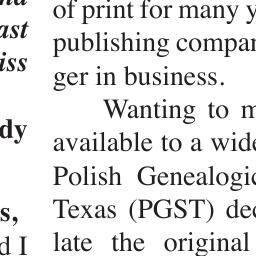 ast
iss
dy
s,
d I
of print for many y
publishing compan
ger in business.
Wanting to m
available to a wide
Polish Genealogic
Texas (PGST) dec
late the original